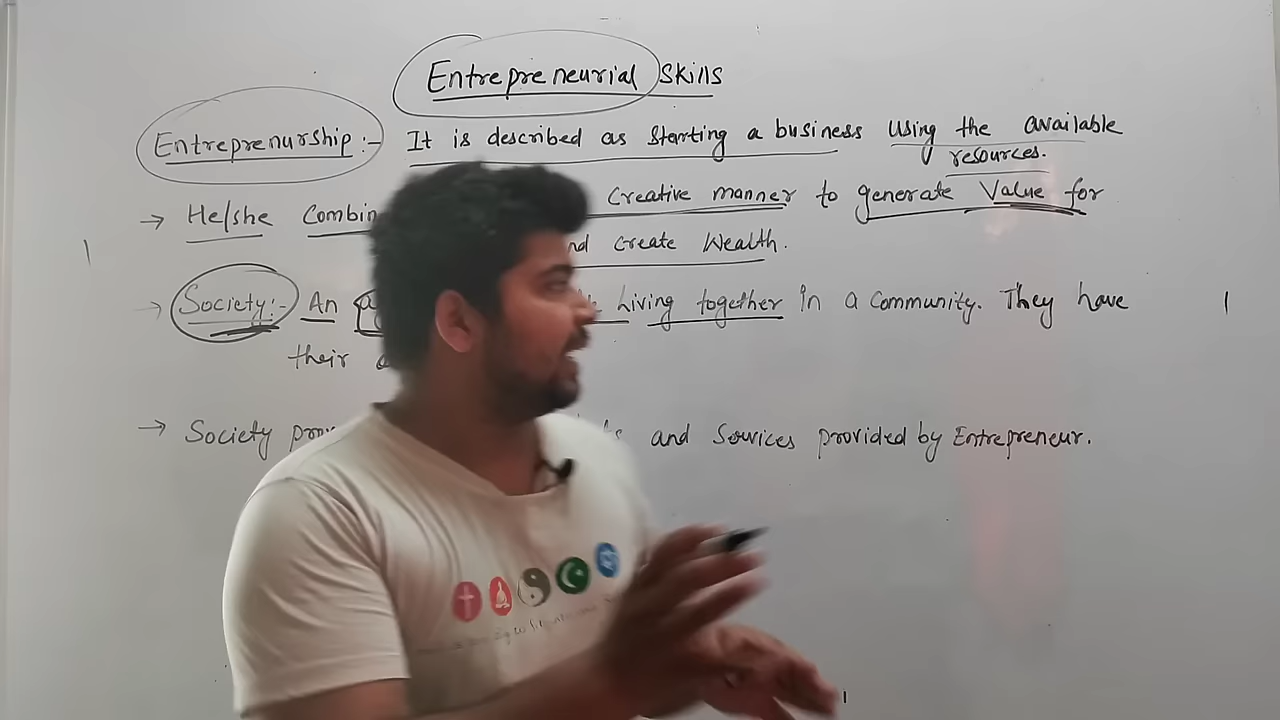 Entrepreneurial Skills
Entreprenurship:- It is described as starting a business using the available
resources.
→ He/she Combin creative manner to generate Value for
nd create Wealth.
→ Society:- An living together in a community. They have
their
→ Society prov and Services provided by Entrepreneur.